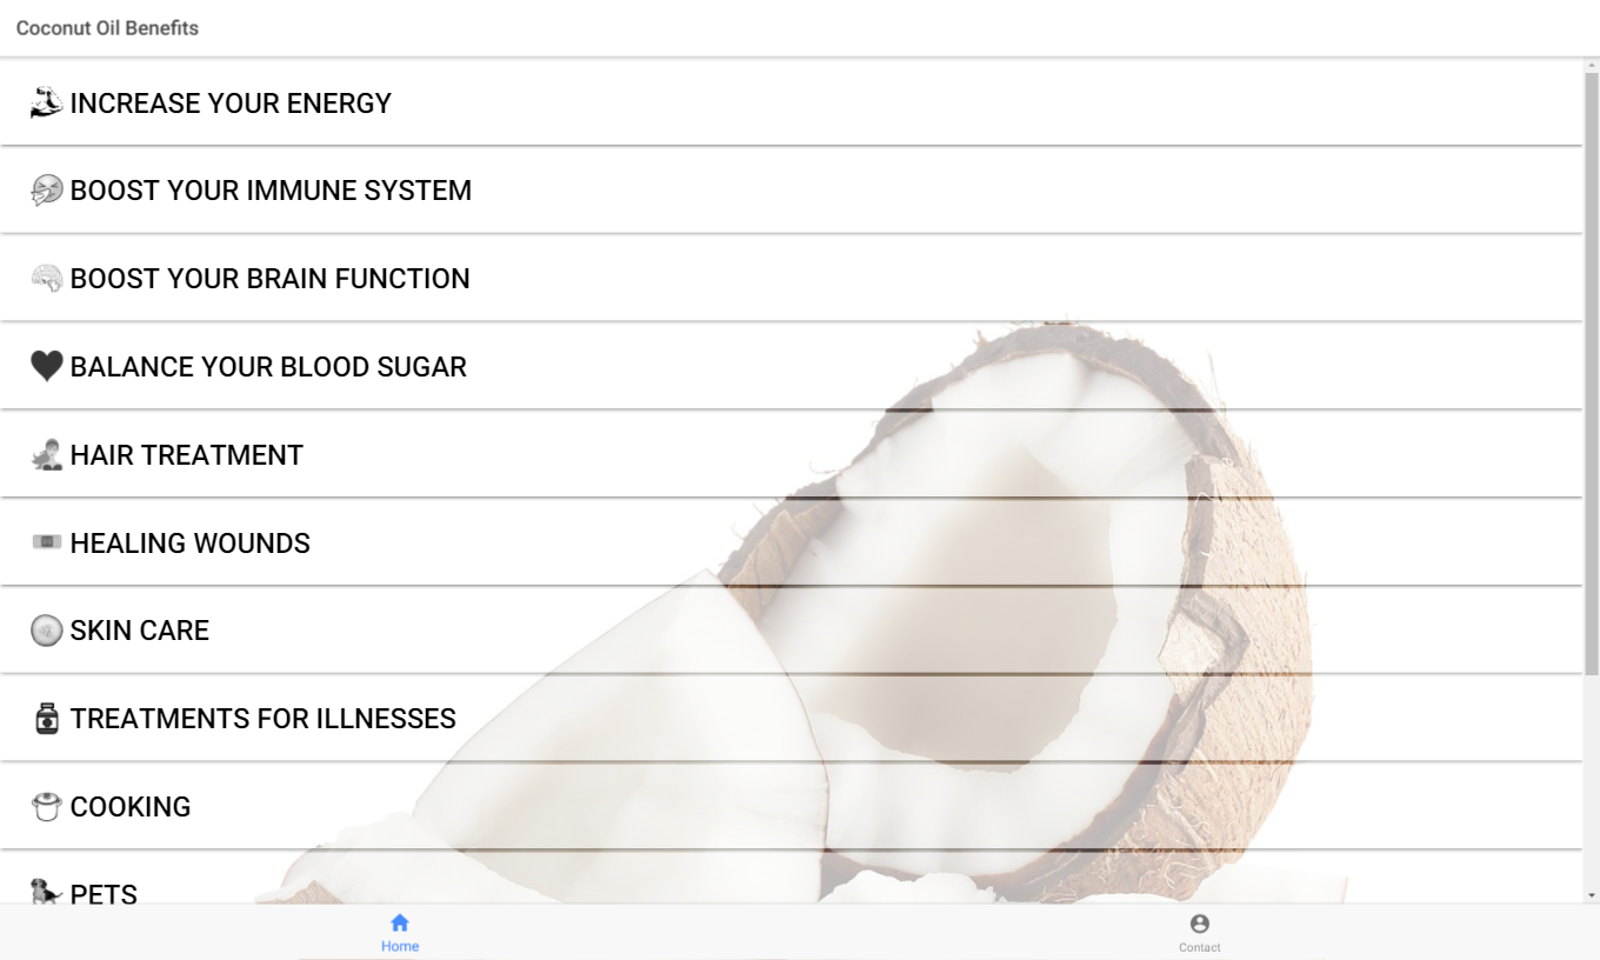 Coconut Oil Benefits
INCREASE YOUR ENERGY
BOOST YOUR IMMUNE SYSTEM
BOOST YOUR BRAIN FUNCTION
BALANCE YOUR BLOOD SUGAR
HAIR TREATMENT
HEALING WOUNDS
SKIN CARE
TREATMENTS FOR ILLNESSES
COOKING
PETS
Home
Contact